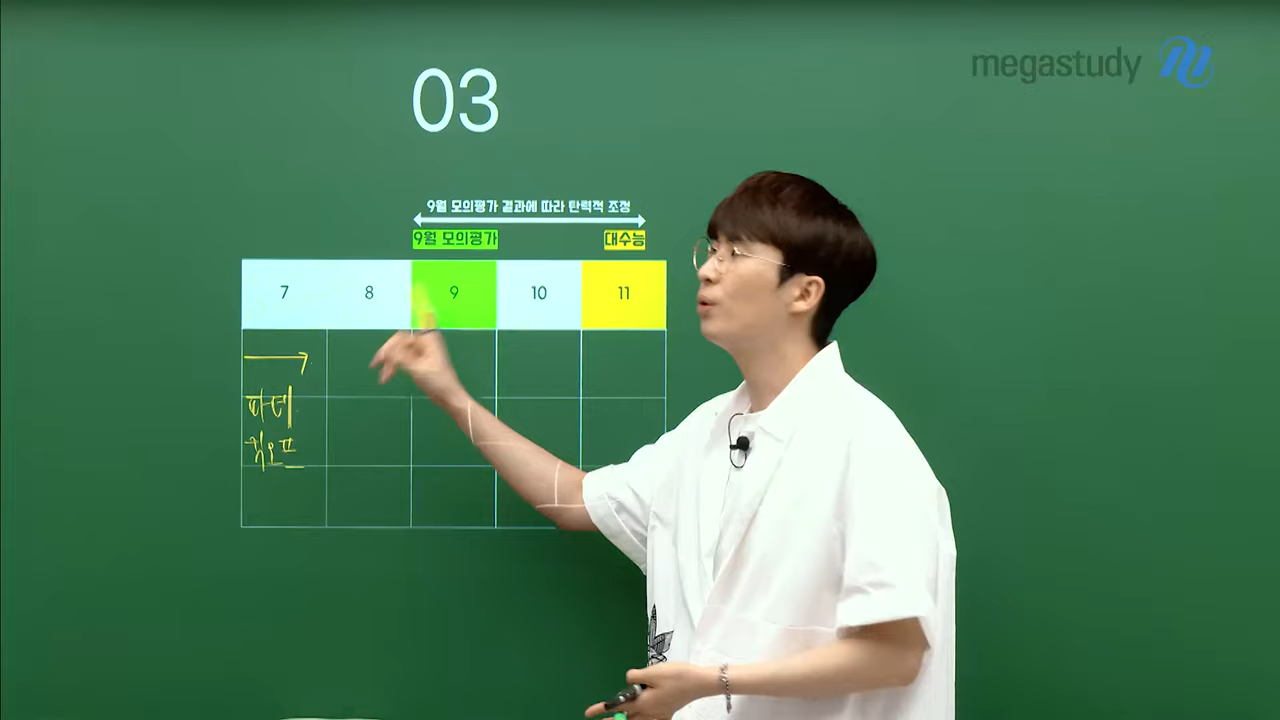 megastudy
03
9월 모의평가 결과에 따라 탄력적 조정
9월 모의평가 대수능
7 8 9 10 11
파데
킥오프